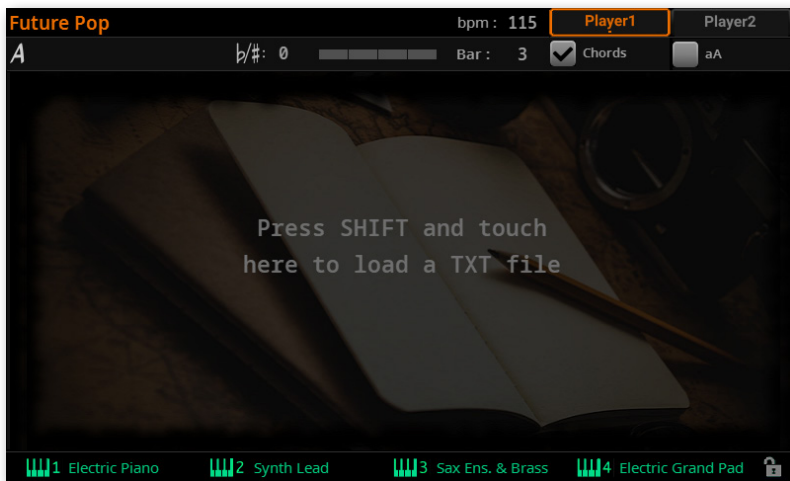 Future Pop bpm : 115 Player1 Player2
A ♭/#: 0 Bar : 3 Chords aA
Press SHIFT and touch
here to load a TXT file
1 Electric Piano 2 Synth Lead 3 Sax Ens. & Brass 4 Electric Grand Pad